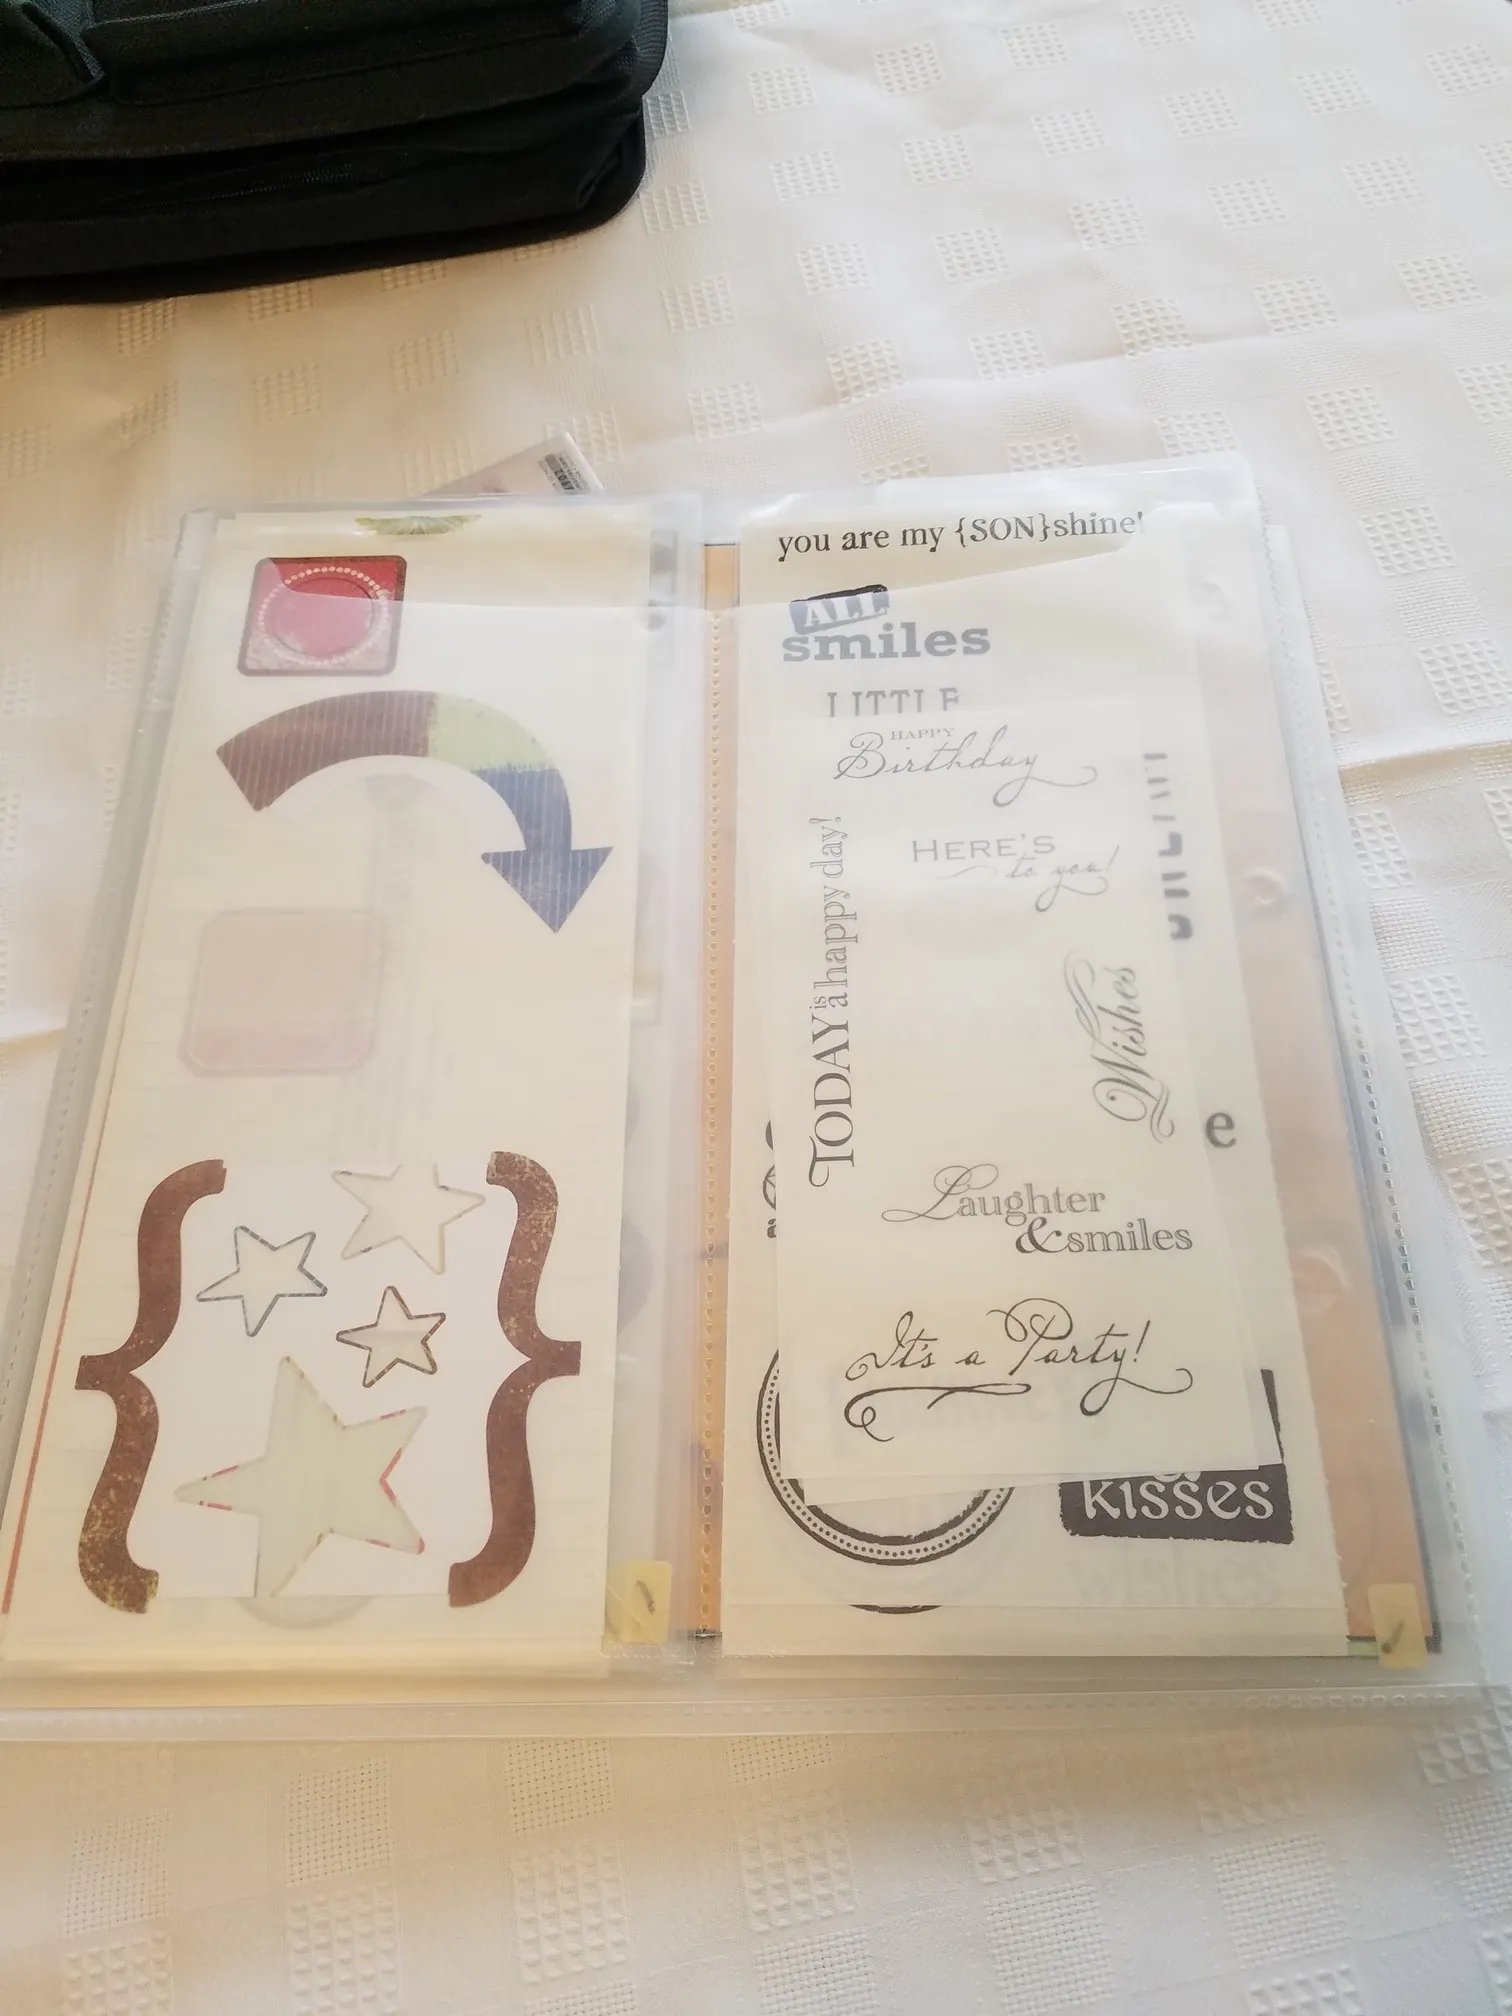 you are my {SON}shine!
ALL
smiles
LITTLE
HAPPY
Birthday
HERE'S
to you!
TODAY is a happy day!
Wishes
e
Laughter
&smiles
It's a Party!
kisses